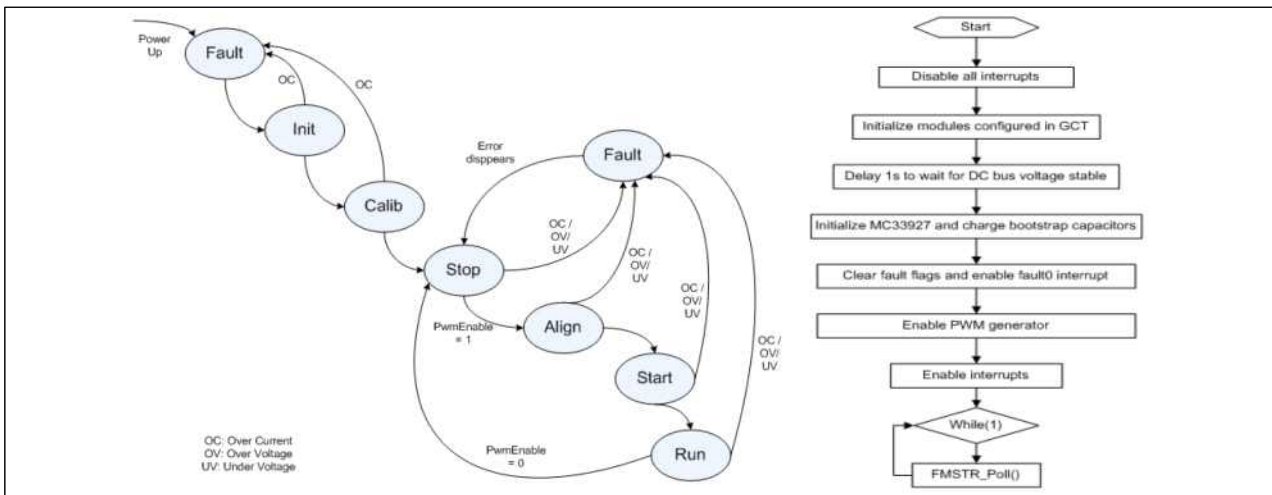 Power
Up
Fault
OC
OC
Init
Calib
Error
disppears
Fault
OC /
OV/
UV
OC /
OV/
UV
OC /
OV/
UV
OC /
OV/
UV
Stop
PwmEnable
= 1
Align
Start
PwmEnable
= 0
Run
OC: Over Current
OV: Over Voltage
UV: Under Voltage
Start
Disable all interrupts
Initialize modules configured in GCT
Delay 1s to wait for DC bus voltage stable
Initialize MC33927 and charge bootstrap capacitors
Clear fault flags and enable fault0 interrupt
Enable PWM generator
Enable interrupts
While(1)
FMSTR_Poll()